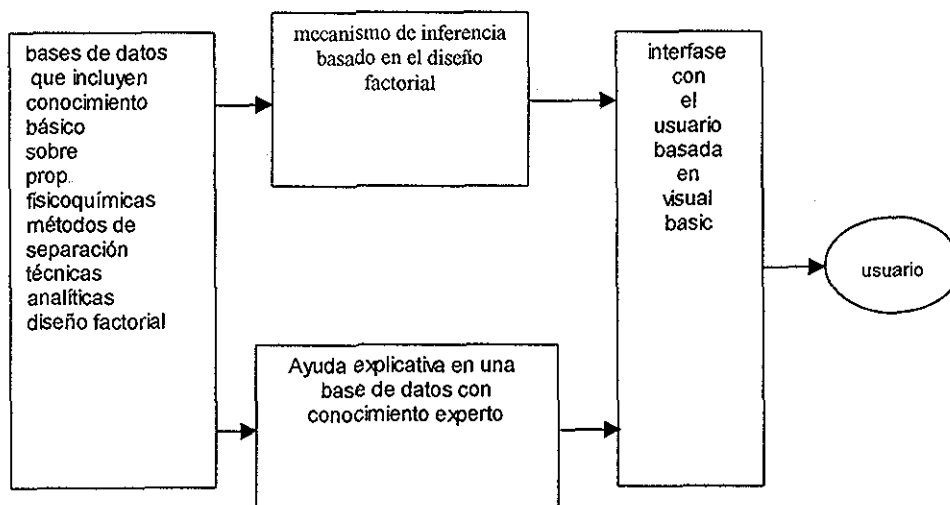 bases de datos
que incluyen
conocimiento
básico
sobre
prop.
fisicoquímicas
métodos de
separación
técnicas
analíticas
diseño factorial
mecanismo de inferencia
basado en el diseño
factorial
Ayuda explicativa en una
base de datos con
conocimiento experto
interfase
con
el
usuario
basada
en
visual
basic
usuario